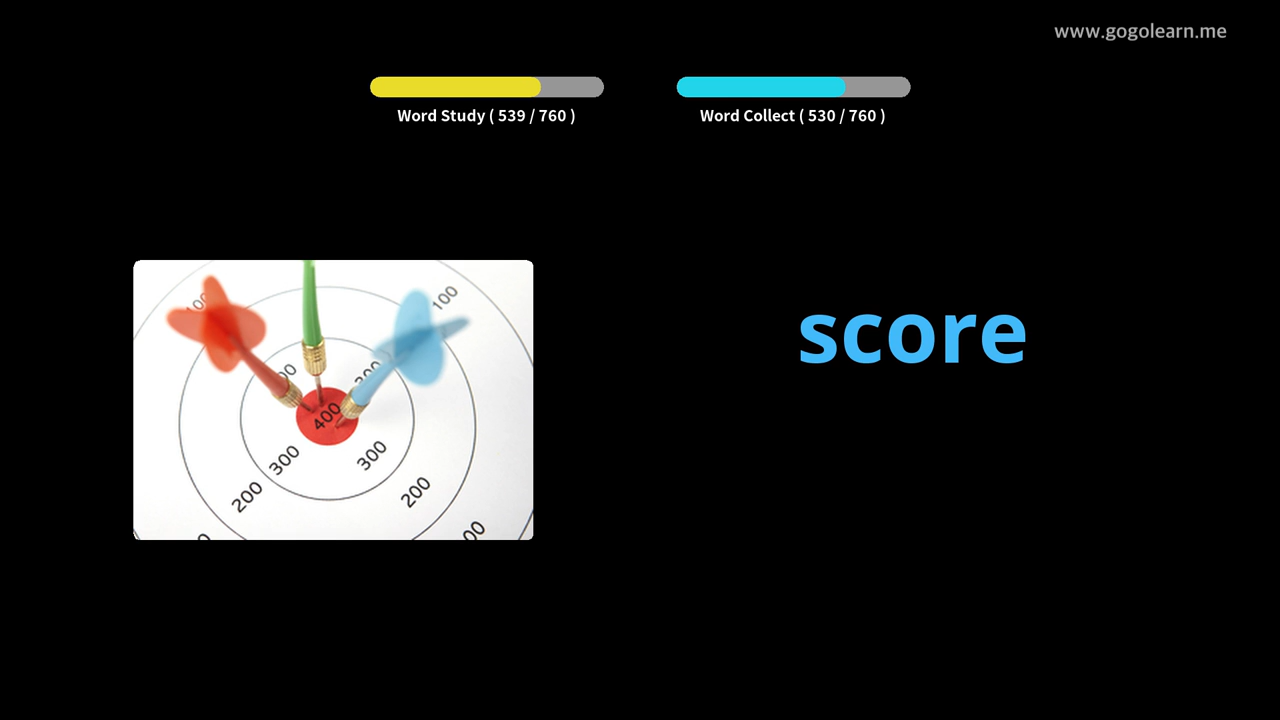 www.gogolearn.me
Word Study ( 539 / 760 )
Word Collect ( 530 / 760 )
score
100
100
400
300
300
200
200